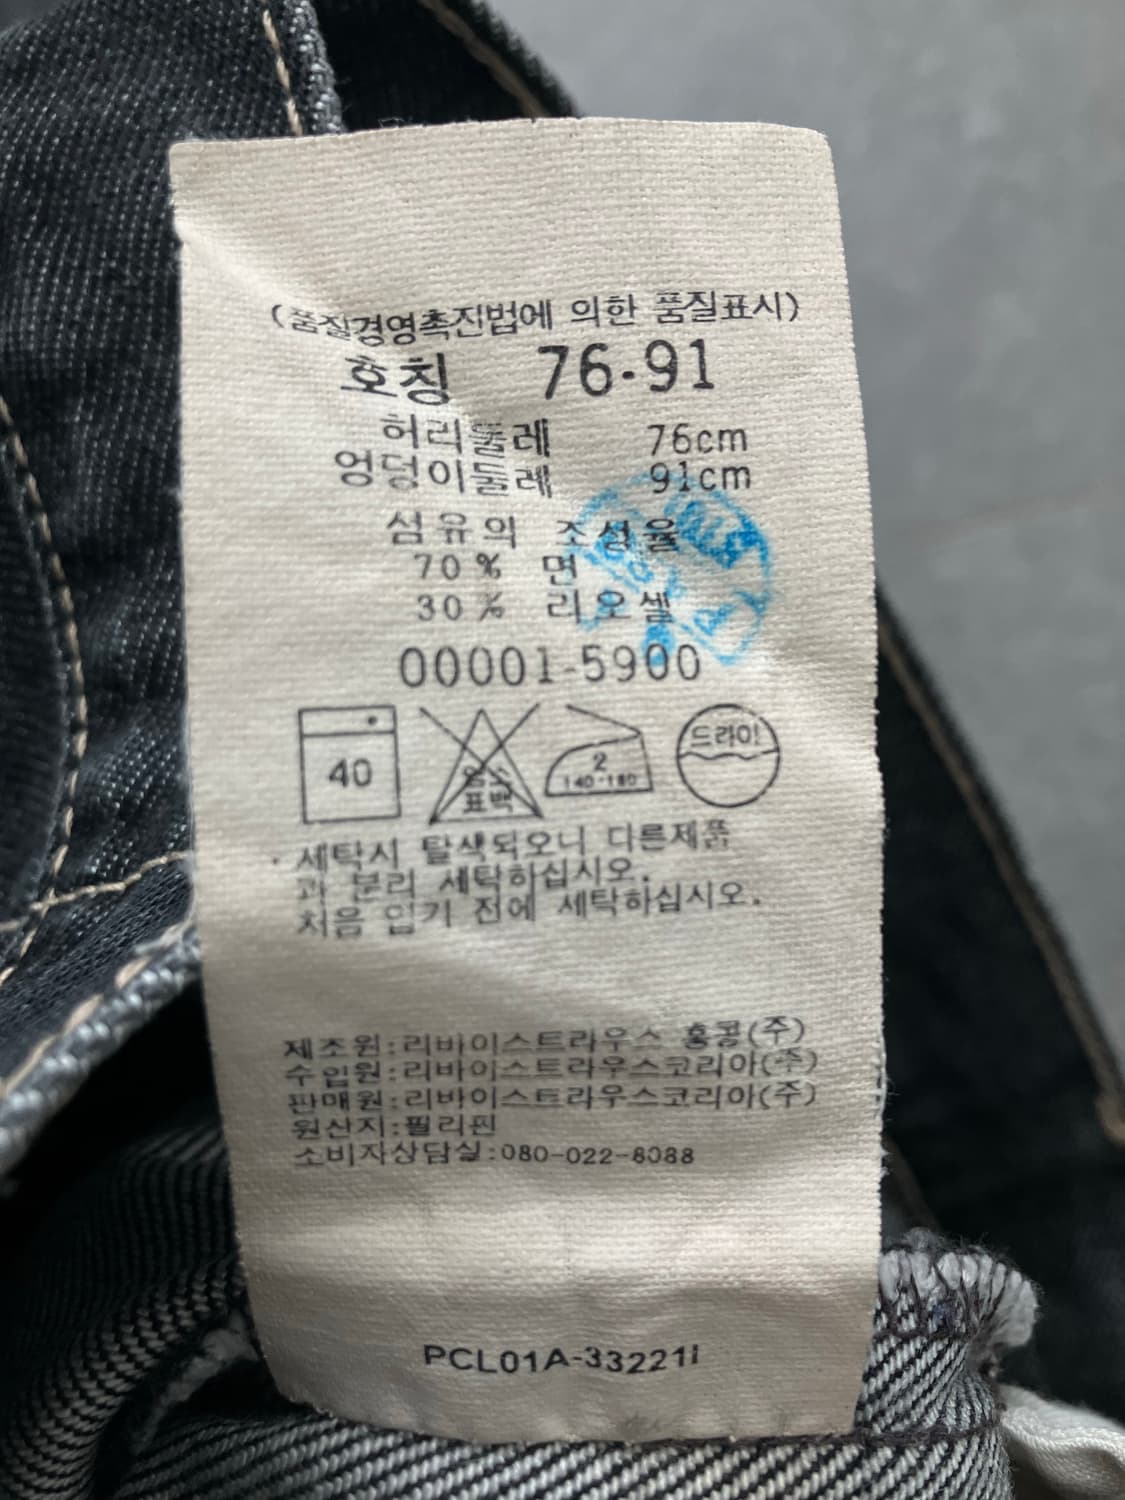 (품질경영촉진법에 의한 품질표시)
호칭 76-91
허리둘레 76cm
엉덩이둘레 91cm
섬유의 조성율
70% 면
30% 리오셀
00001-5900
40
염소
표백
2
140-160
드라이
· 세탁시 탈색되오니 다른제품
과 분리 세탁하십시오.
처음 입기 전에 세탁하십시오.
제조원:리바이스트라우스 홍콩(주)
수입원:리바이스트라우스코리아(주)
판매원:리바이스트라우스코리아(주)
원산지:필리핀
소비자상담실:080-022-8088
PCL01A-33221I